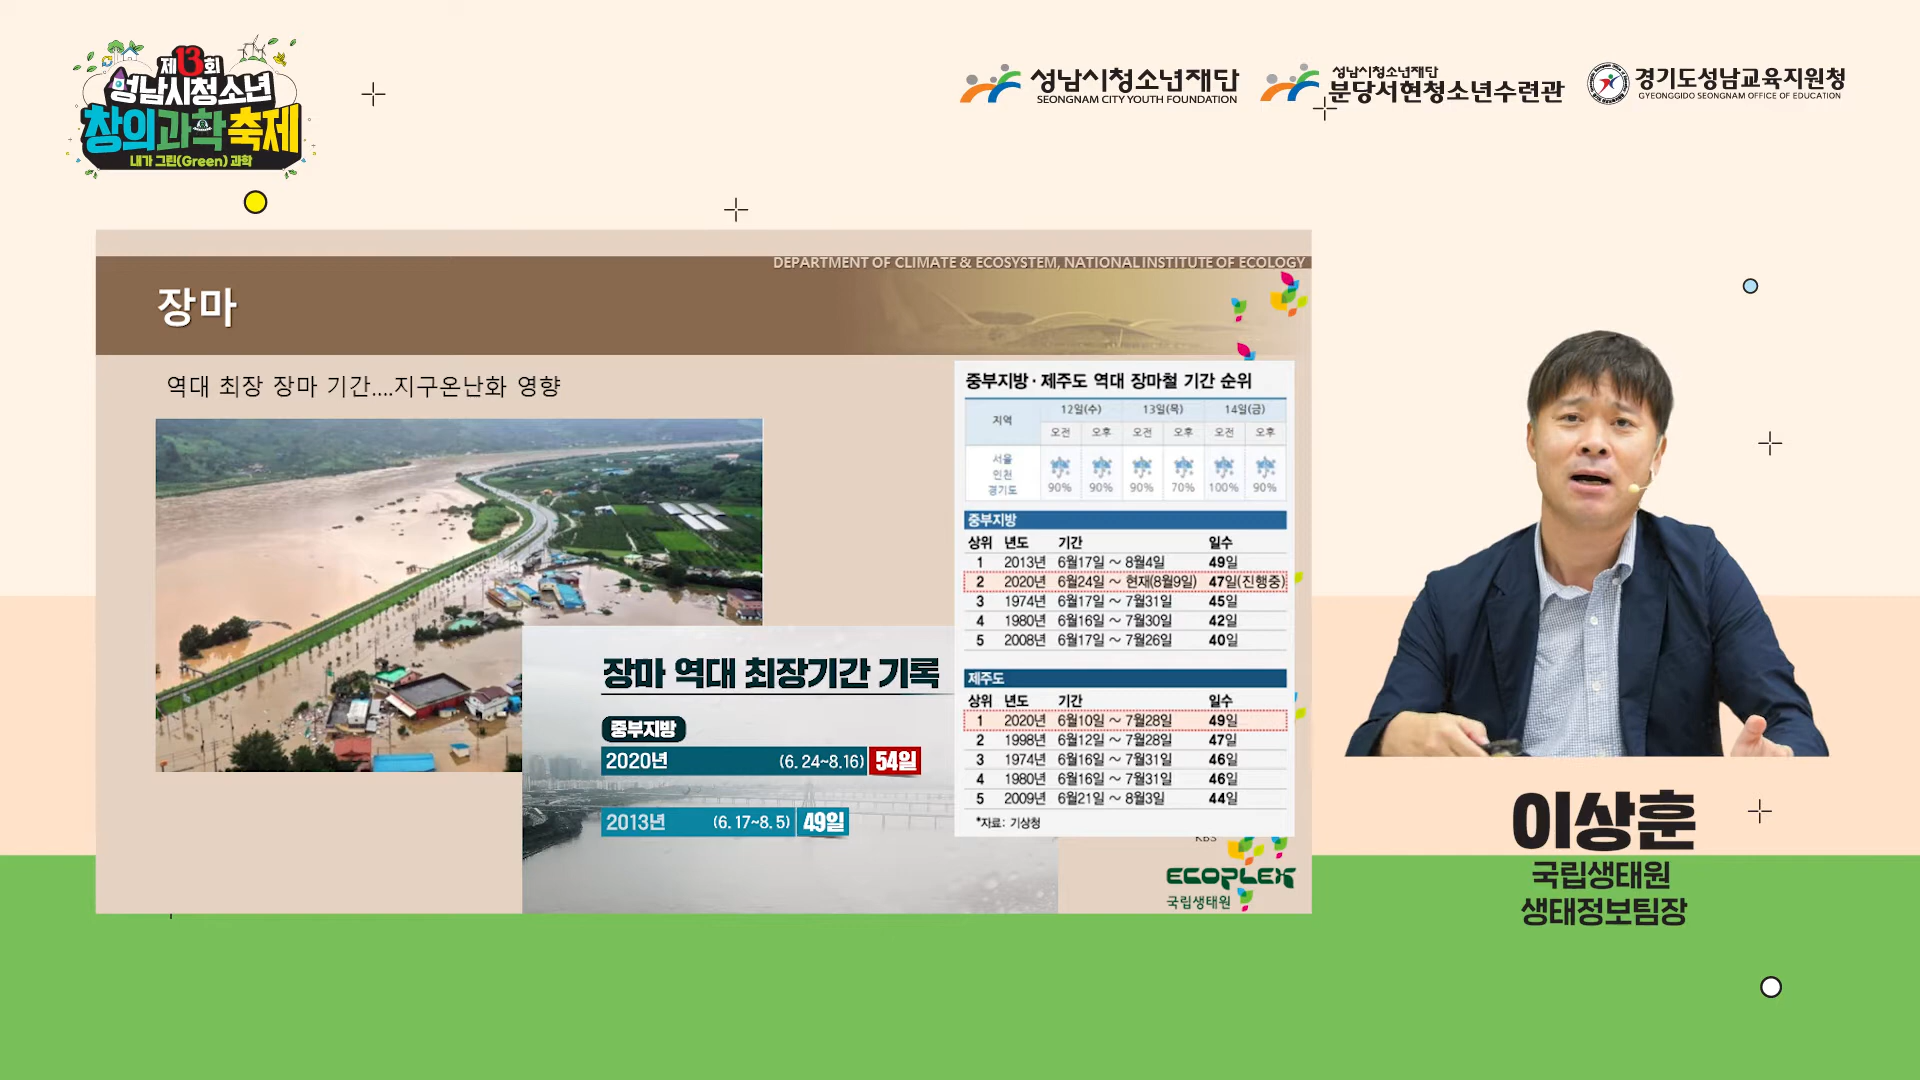 제13회
성남시청소년
창의과학축제
내가 그린(Green) 과학
성남시청소년재단
SEONGNAM CITY YOUTH FOUNDATION
성남시청소년재단
분당서현청소년수련관
경기도성남교육지원청
GYEONGGIDO SEONGNAM OFFICE OF EDUCATION
DEPARTMENT OF CLIMATE & ECOSYSTEM, NATIONAL INSTITUTE OF ECOLOGY
장마
역대 최장 장마 기간....지구온난화 영향
장마 역대 최장기간 기록
중부지방
2020년 (6. 24~8.16) 54일
2013년 (6. 17~8. 5) 49일
중부지방·제주도 역대 장마철 기간 순위
지역 12일(수) 13일(목) 14일(금)
오전 오후 오전 오후 오전 오후
서울
인천
경기도
90% 90% 90% 70% 100% 90%
중부지방
상위 년도 기간 일수
1 2013년 6월17일 ~ 8월4일 49일
2 2020년 6월24일 ~ 현재(8월9일) 47일(진행중)
3 1974년 6월17일 ~ 7월31일 45일
4 1980년 6월16일 ~ 7월30일 42일
5 2008년 6월17일 ~ 7월26일 40일
제주도
상위 년도 기간 일수
1 2020년 6월10일 ~ 7월28일 49일
2 1998년 6월12일 ~ 7월28일 47일
3 1974년 6월16일 ~ 7월31일 46일
4 1980년 6월16일 ~ 7월31일 46일
5 2009년 6월21일 ~ 8월3일 44일
*자료: 기상청
KBS
ECOPLEX
국립생태원
이상훈
국립생태원
생태정보팀장